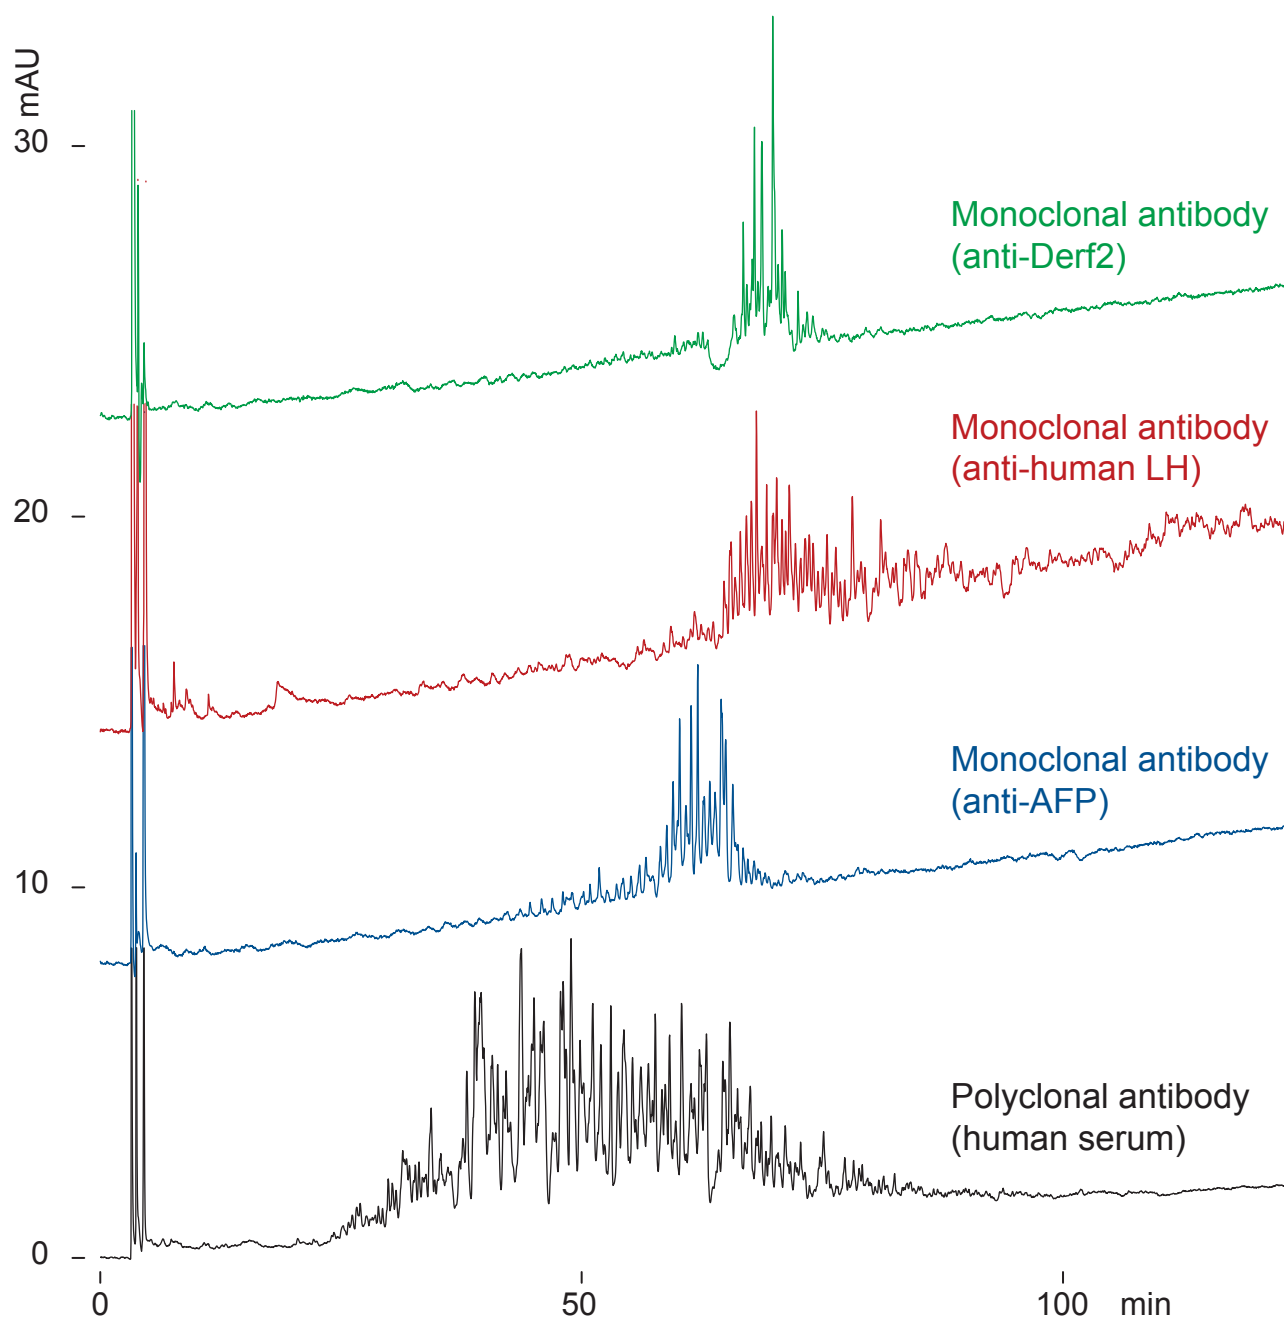 mAU
30
Monoclonal antibody
(anti-Derf2)
Monoclonal antibody
(anti-human LH)
20
Monoclonal antibody
(anti-AFP)
10
Polyclonal antibody
(human serum)
0
0 50 100 min